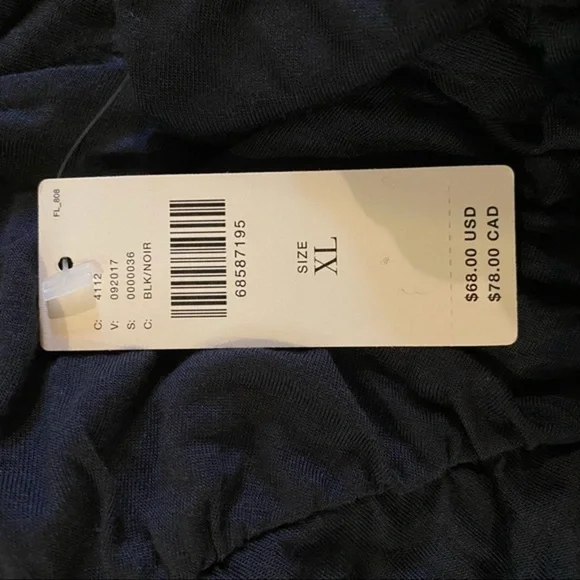 FL_808
C: 4112
V: 092017
S: 0000036
C: BLK/NOIR
68587195
SIZE
XL
$68.00 USD
$78.00 CAD